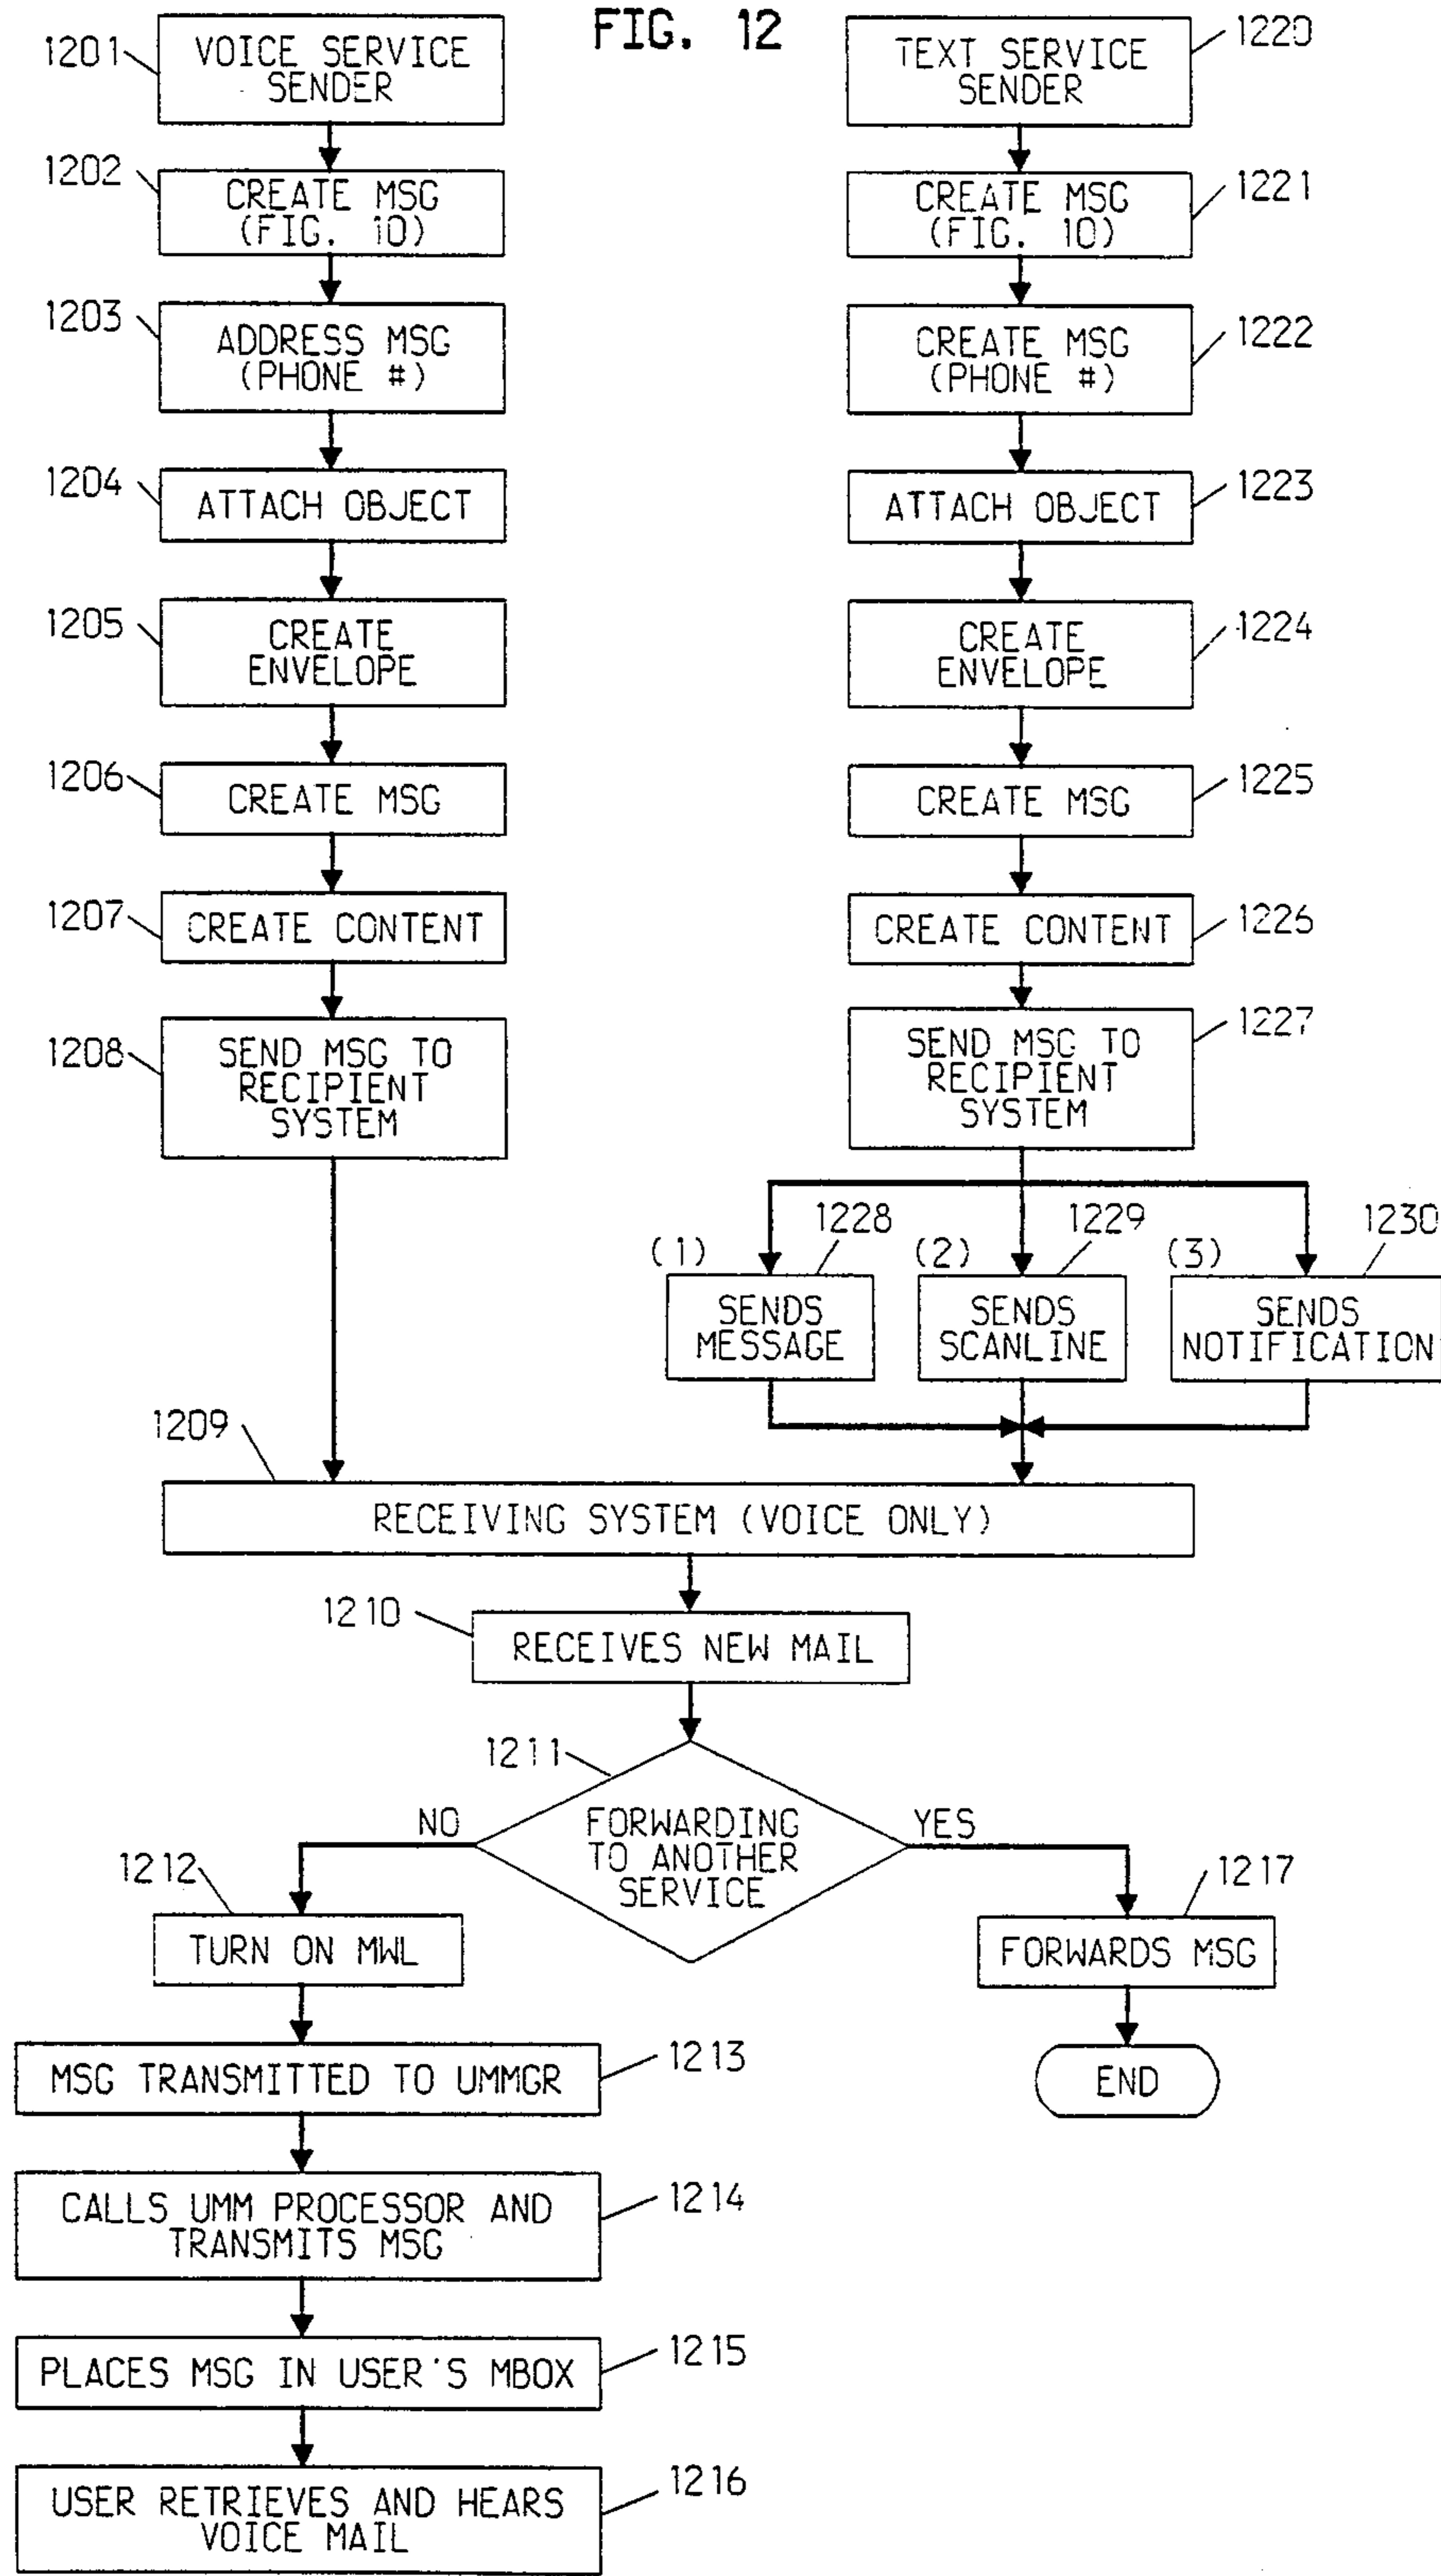 FIG. 12
1201
VOICE SERVICE
SENDER
1202
CREATE MSG
(FIG. 10)
1203
ADDRESS MSG
(PHONE #)
1204
ATTACH OBJECT
1205
CREATE
ENVELOPE
1206
CREATE MSG
1207
CREATE CONTENT
1208
SEND MSG TO
RECIPIENT
SYSTEM
1220
TEXT SERVICE
SENDER
1221
CREATE MSG
(FIG. 10)
1222
CREATE MSG
(PHONE #)
1223
ATTACH OBJECT
1224
CREATE
ENVELOPE
1225
CREATE MSG
1226
CREATE CONTENT
1227
SEND MSG TO
RECIPIENT
SYSTEM
(1)
1228
SENDS
MESSAGE
(2)
1229
SENDS
SCANLINE
(3)
1230
SENDS
NOTIFICATION
1209
RECEIVING SYSTEM (VOICE ONLY)
1210
RECEIVES NEW MAIL
1211
FORWARDING
TO ANOTHER
SERVICE
NO
YES
1212
TURN ON MWL
1217
FORWARDS MSG
END
1213
MSG TRANSMITTED TO UMMGR
1214
CALLS UMM PROCESSOR AND
TRANSMITS MSG
1215
PLACES MSG IN USER'S MBOX
1216
USER RETRIEVES AND HEARS
VOICE MAIL